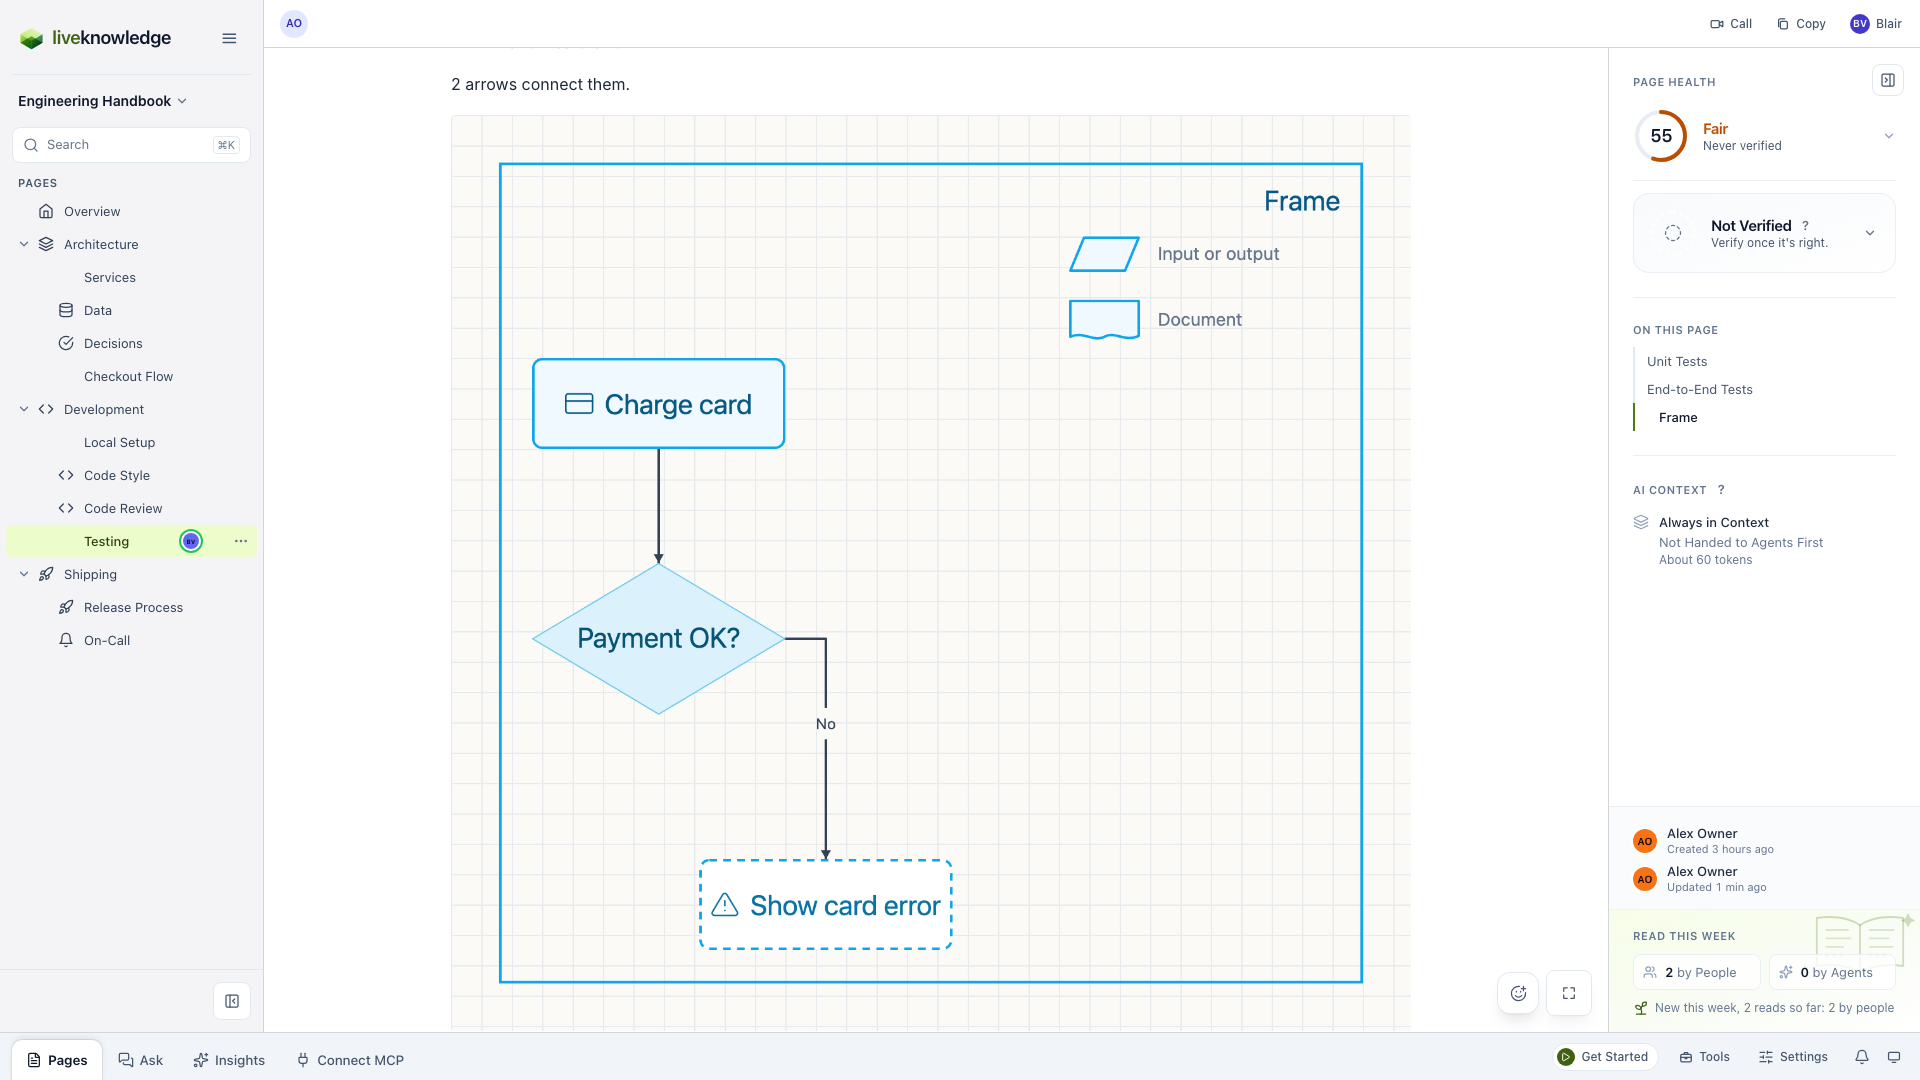 liveknowledge
Engineering Handbook
Search ⌘K
PAGES
Overview
Architecture
Services
Data
Decisions
Checkout Flow
Development
Local Setup
Code Style
Code Review
Testing BV
Shipping
Release Process
On-Call
AO
Call
Copy
BV Blair
2 arrows connect them.
Frame
Input or output
Document
Charge card
Payment OK?
No
Show card error
PAGE HEALTH
55
Fair
Never verified
Not Verified ?
Verify once it's right.
ON THIS PAGE
Unit Tests
End-to-End Tests
Frame
AI CONTEXT ?
Always in Context
Not Handed to Agents First
About 60 tokens
AO Alex Owner
Created 3 hours ago
AO Alex Owner
Updated 1 min ago
READ THIS WEEK
2 by People
0 by Agents
New this week, 2 reads so far: 2 by people
Pages
Ask
Insights
Connect MCP
Get Started
Tools
Settings